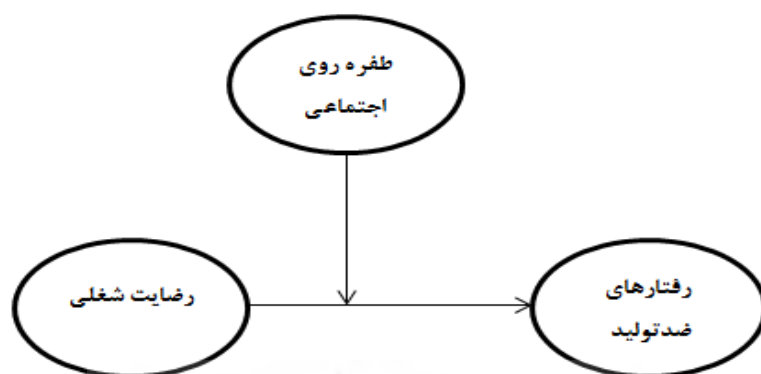 طفره روی
اجتماعی
رضایت شغلی
رفتارهای
ضدتولید